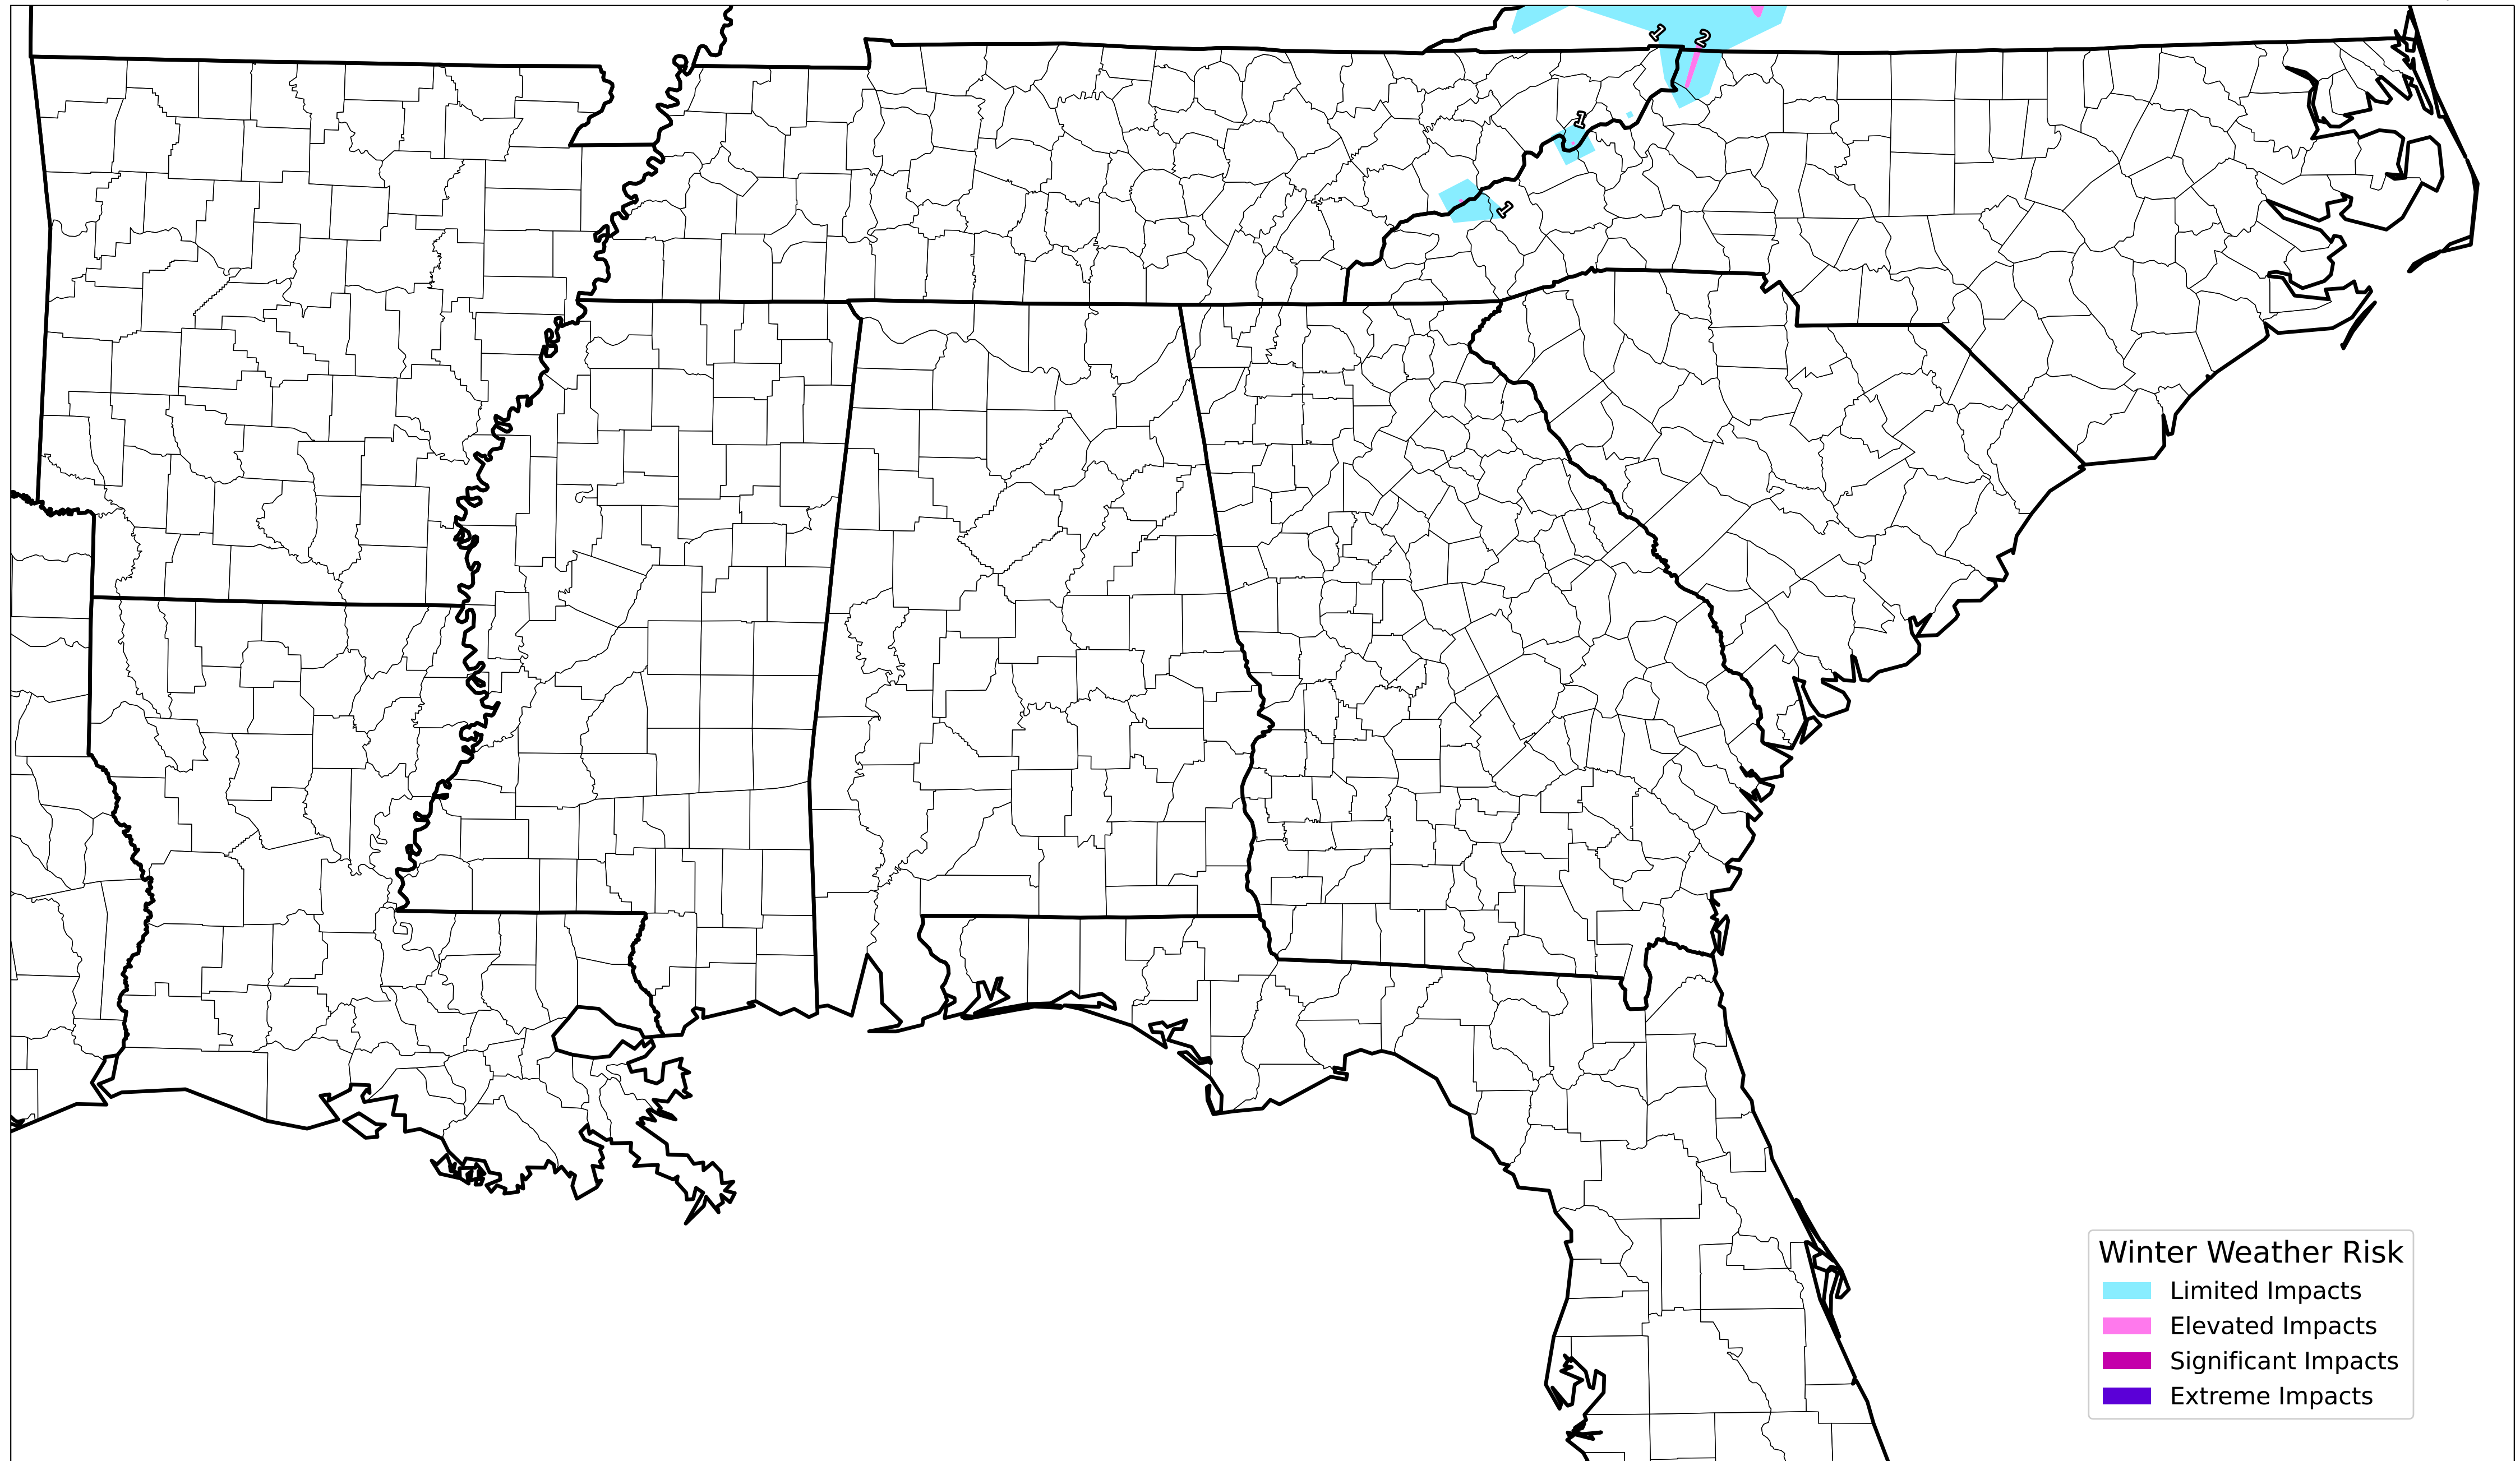 1
2
1
1
Winter Weather Risk
Limited Impacts
Elevated Impacts
Significant Impacts
Extreme Impacts